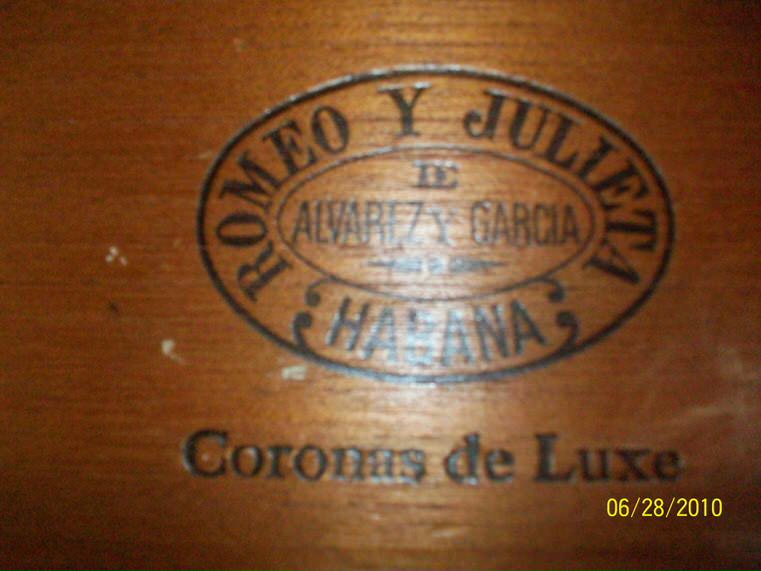 ROMEO Y JULIETA
DE
ALVAREZ Y GARCIA
HABANA
Coronas de Luxe
06/28/2010